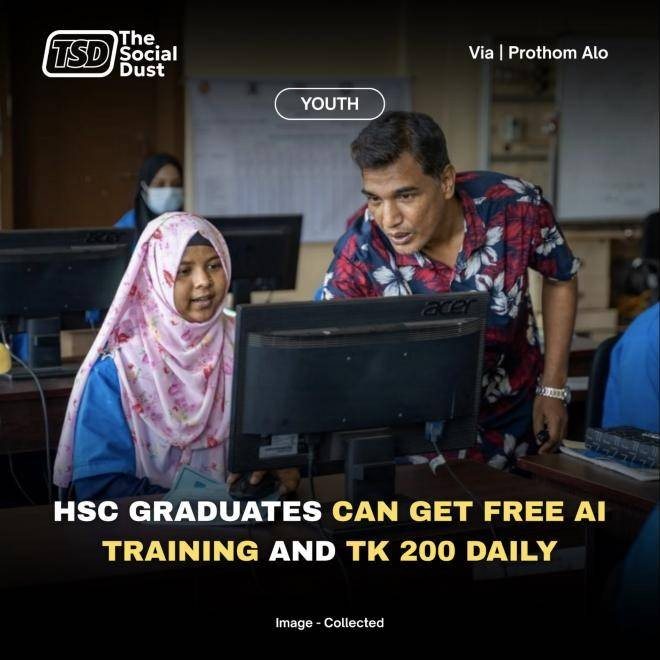 TSD The
Social
Dust
Via | Prothom Alo
YOUTH
acer
acer
HSC GRADUATES CAN GET FREE AI
TRAINING AND TK 200 DAILY
Image - Collected